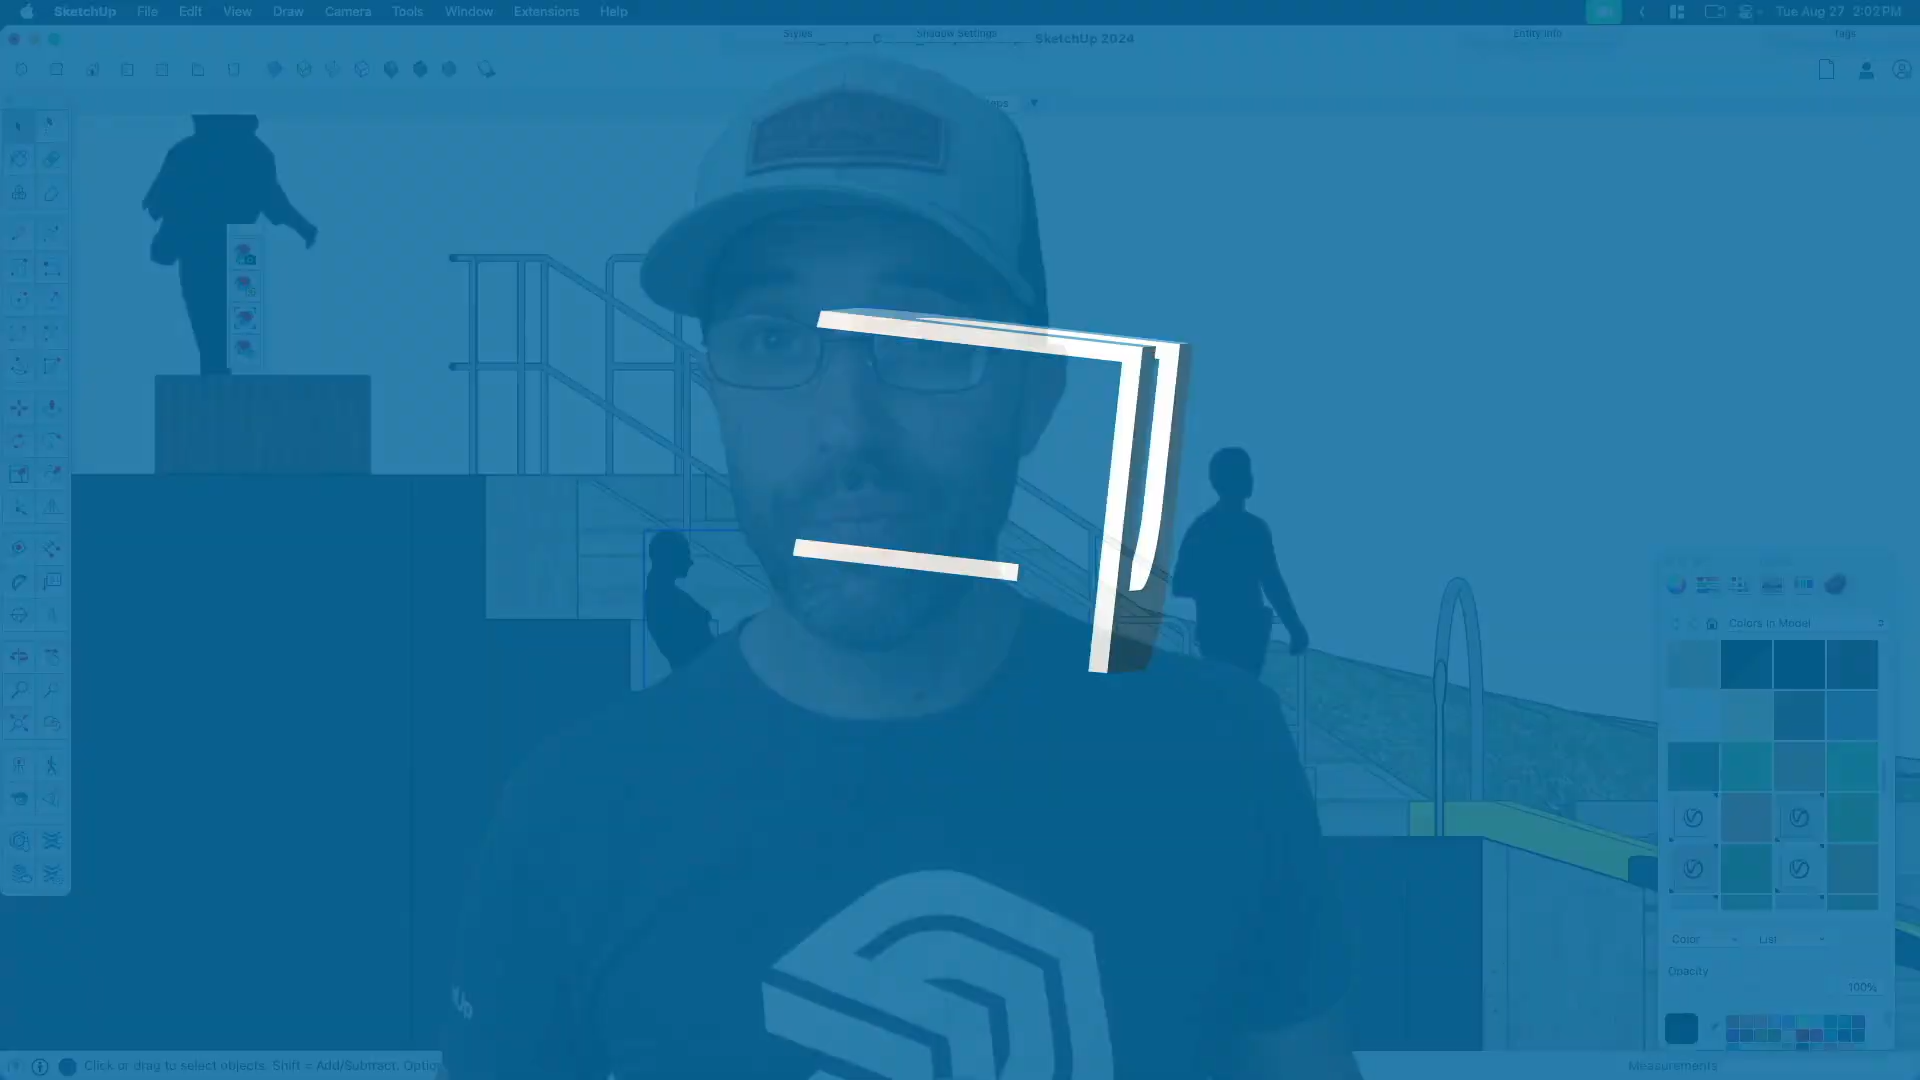 SketchUp File Edit View Draw Camera Tools Window Extensions Help
Tue Aug 27 2:02PM
Styles
Shadow Settings
SketchUp 2024
Entity Info
Tags
Colors In Model
Color
List
Opacity
100%
Click or drag to select objects. Shift = Add/Subtract. Optio
Measurements